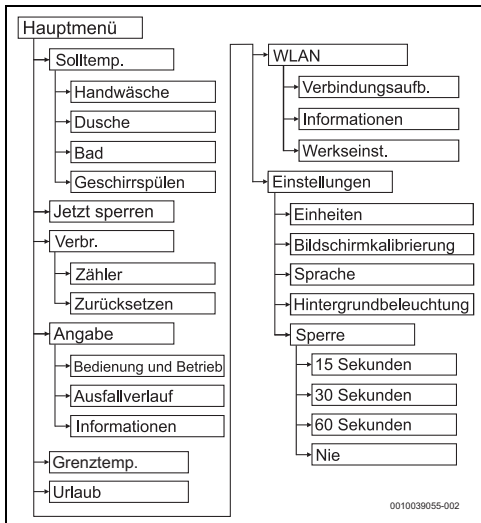 Hauptmenü
Solltemp.
Handwäsche
Dusche
Bad
Geschirrspülen
Jetzt sperren
Verbr.
Zähler
Zurücksetzen
Angabe
Bedienung und Betrieb
Ausfallverlauf
Informationen
Grenztemp.
Urlaub
WLAN
Verbindungsaufb.
Informationen
Werkseinst.
Einstellungen
Einheiten
Bildschirmkalibrierung
Sprache
Hintergrundbeleuchtung
Sperre
15 Sekunden
30 Sekunden
60 Sekunden
Nie
0010039055-002